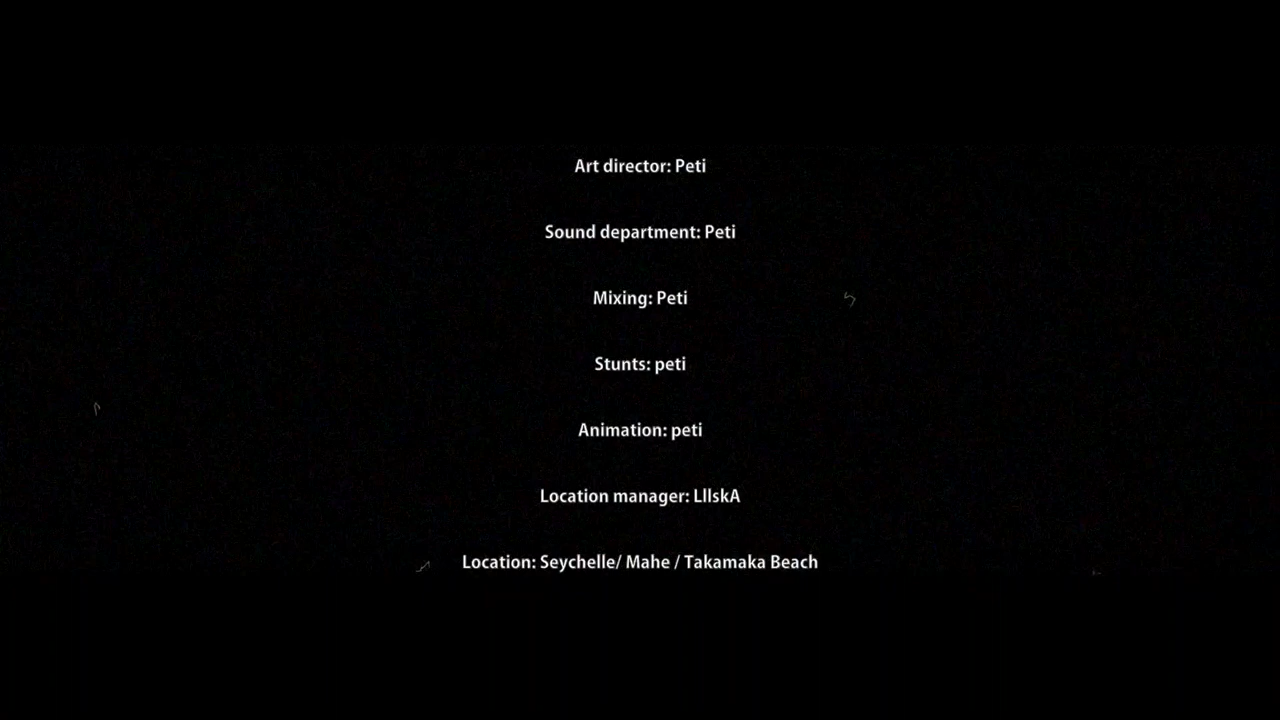 Art director: Peti
Sound department: Peti
Mixing: Peti
Stunts: peti
Animation: peti
Location manager: LIIskA
Location: Seychelle/ Mahe / Takamaka Beach